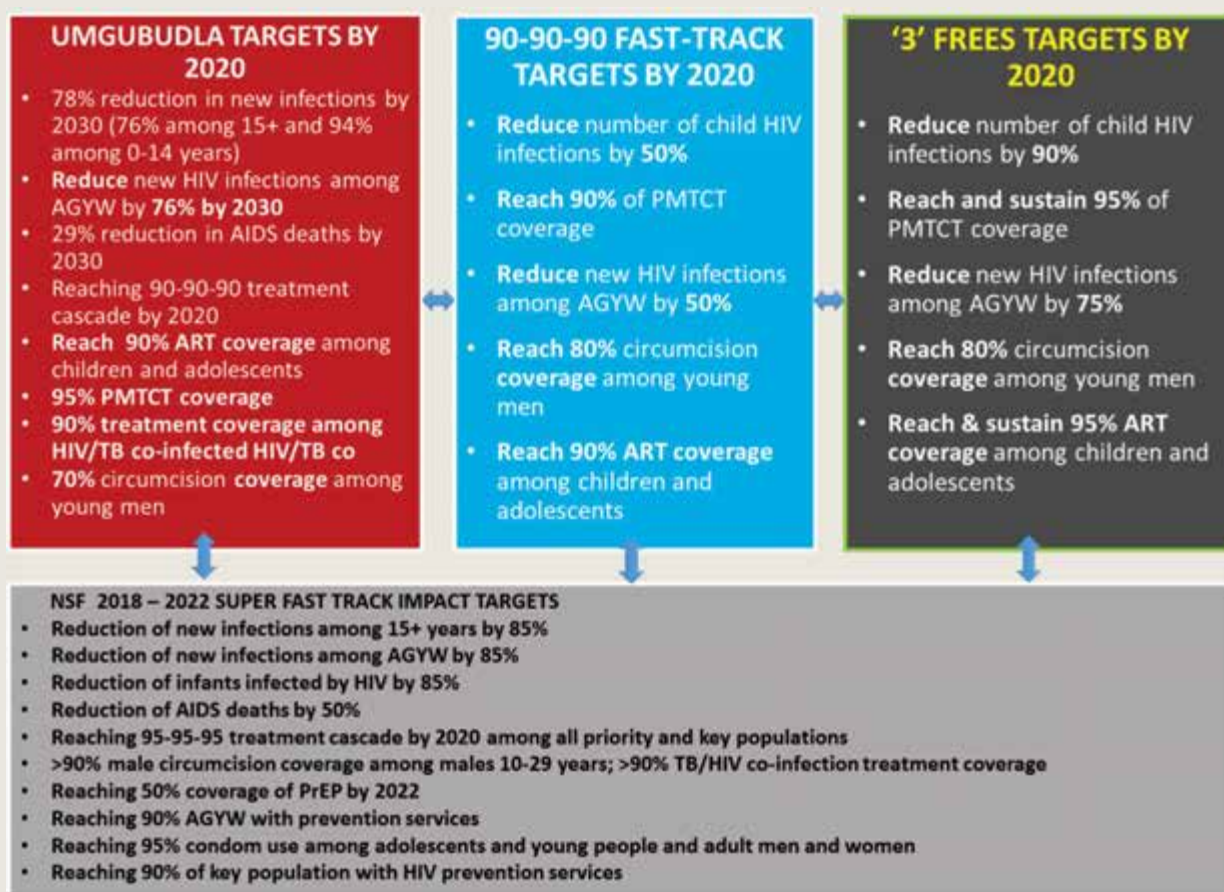 UMGUBUDLA TARGETS BY
2020
• 78% reduction in new infections by
2030 (76% among 15+ and 94%
among 0-14 years)
• Reduce new HIV infections among
AGYW by 76% by 2030
• 29% reduction in AIDS deaths by
2030
• Reaching 90-90-90 treatment
cascade by 2020
• Reach 90% ART coverage among
children and adolescents
• 95% PMTCT coverage
• 90% treatment coverage among
HIV/TB co-infected HIV/TB co
• 70% circumcision coverage among
young men
90-90-90 FAST-TRACK
TARGETS BY 2020
• Reduce number of child HIV
infections by 50%
• Reach 90% of PMTCT
coverage
• Reduce new HIV infections
among AGYW by 50%
• Reach 80% circumcision
coverage among young
men
• Reach 90% ART coverage
among children and
adolescents
‘3’ FREES TARGETS BY
2020
• Reduce number of child HIV
infections by 90%
• Reach and sustain 95% of
PMTCT coverage
• Reduce new HIV infections
among AGYW by 75%
• Reach 80% circumcision
coverage among young men
• Reach & sustain 95% ART
coverage among children and
adolescents
NSF 2018 – 2022 SUPER FAST TRACK IMPACT TARGETS
• Reduction of new infections among 15+ years by 85%
• Reduction of new infections among AGYW by 85%
• Reduction of infants infected by HIV by 85%
• Reduction of AIDS deaths by 50%
• Reaching 95-95-95 treatment cascade by 2020 among all priority and key populations
• >90% male circumcision coverage among males 10-29 years; >90% TB/HIV co-infection treatment coverage
• Reaching 50% coverage of PrEP by 2022
• Reaching 90% AGYW with prevention services
• Reaching 95% condom use among adolescents and young people and adult men and women
• Reaching 90% of key population with HIV prevention services